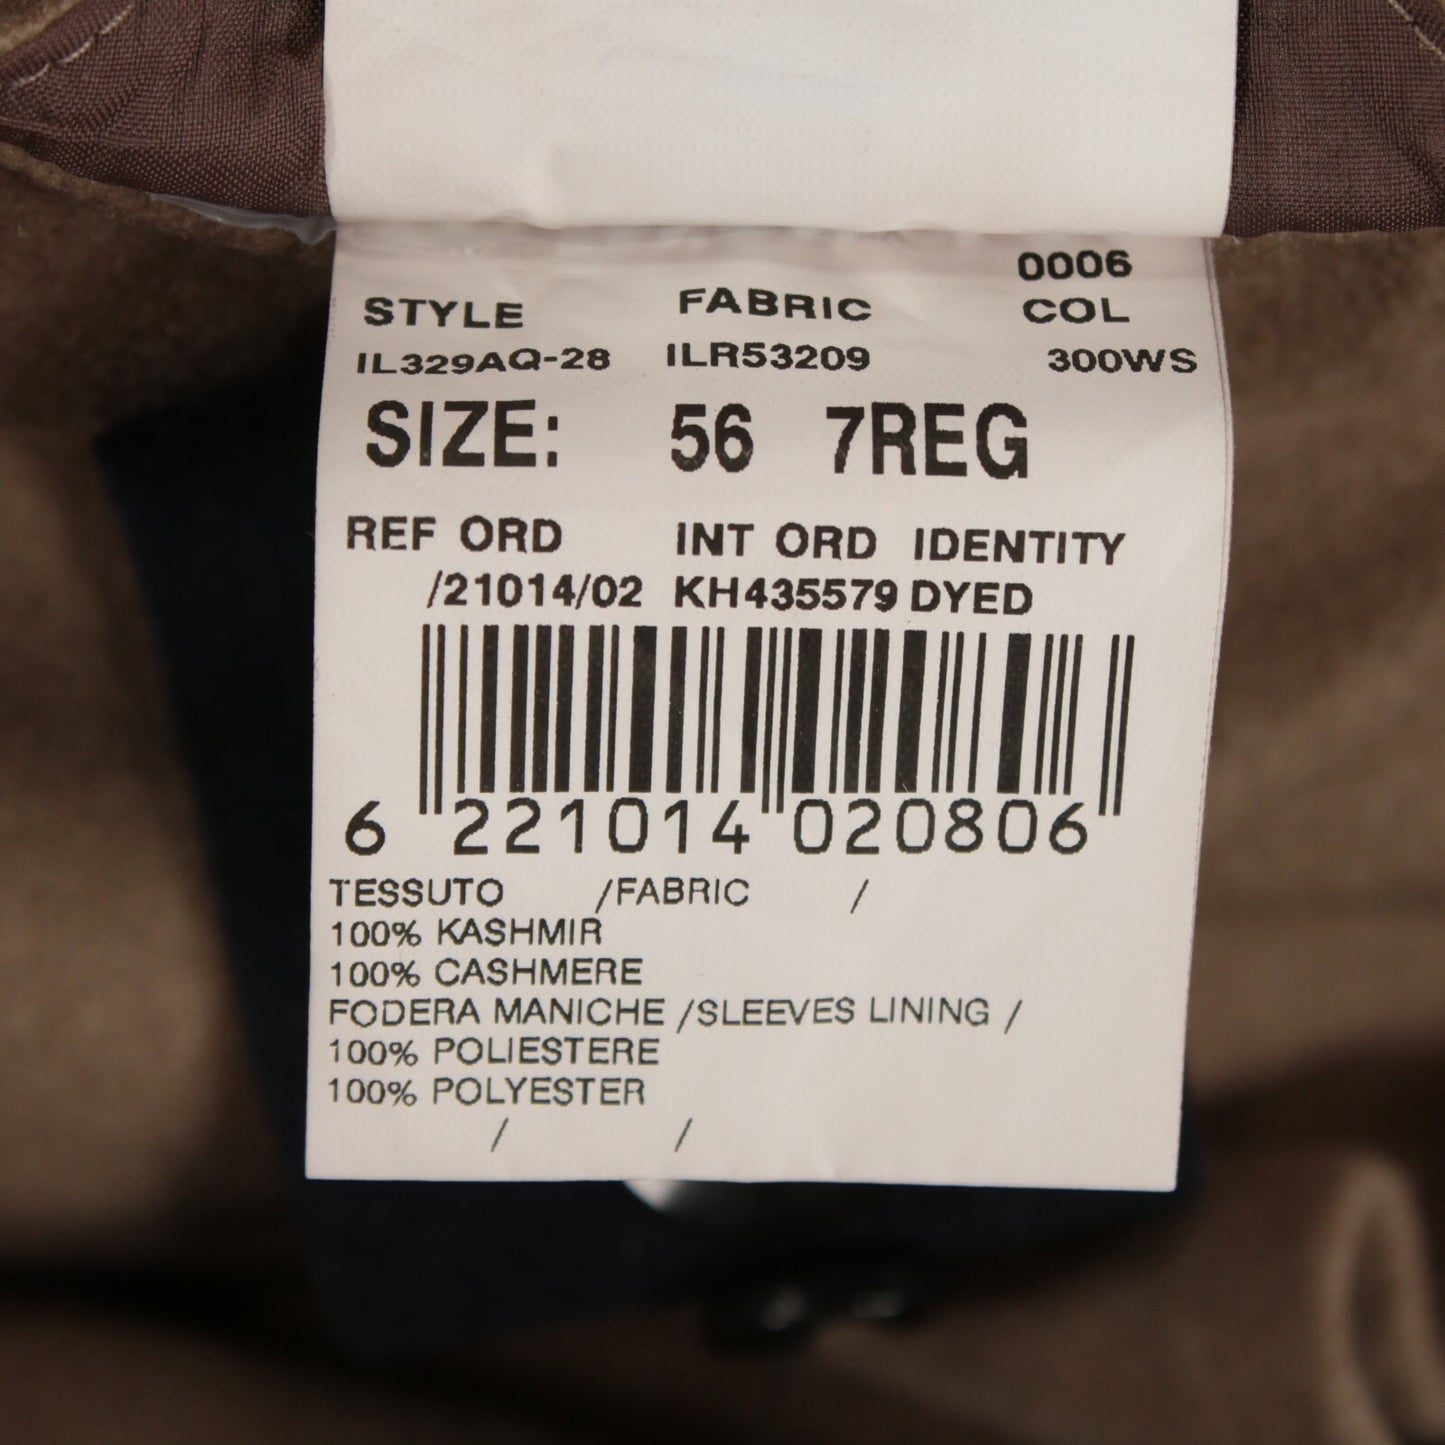 0006
STYLE FABRIC COL
IL329AQ-28 ILR53209 300WS
SIZE: 56 7REG
REF ORD INT ORD IDENTITY
/21014/02 KH435579 DYED
6 221014 020806
TESSUTO /FABRIC /
100% KASHMIR
100% CASHMERE
FODERA MANICHE /SLEEVES LINING /
100% POLIESTERE
100% POLYESTER
/ /